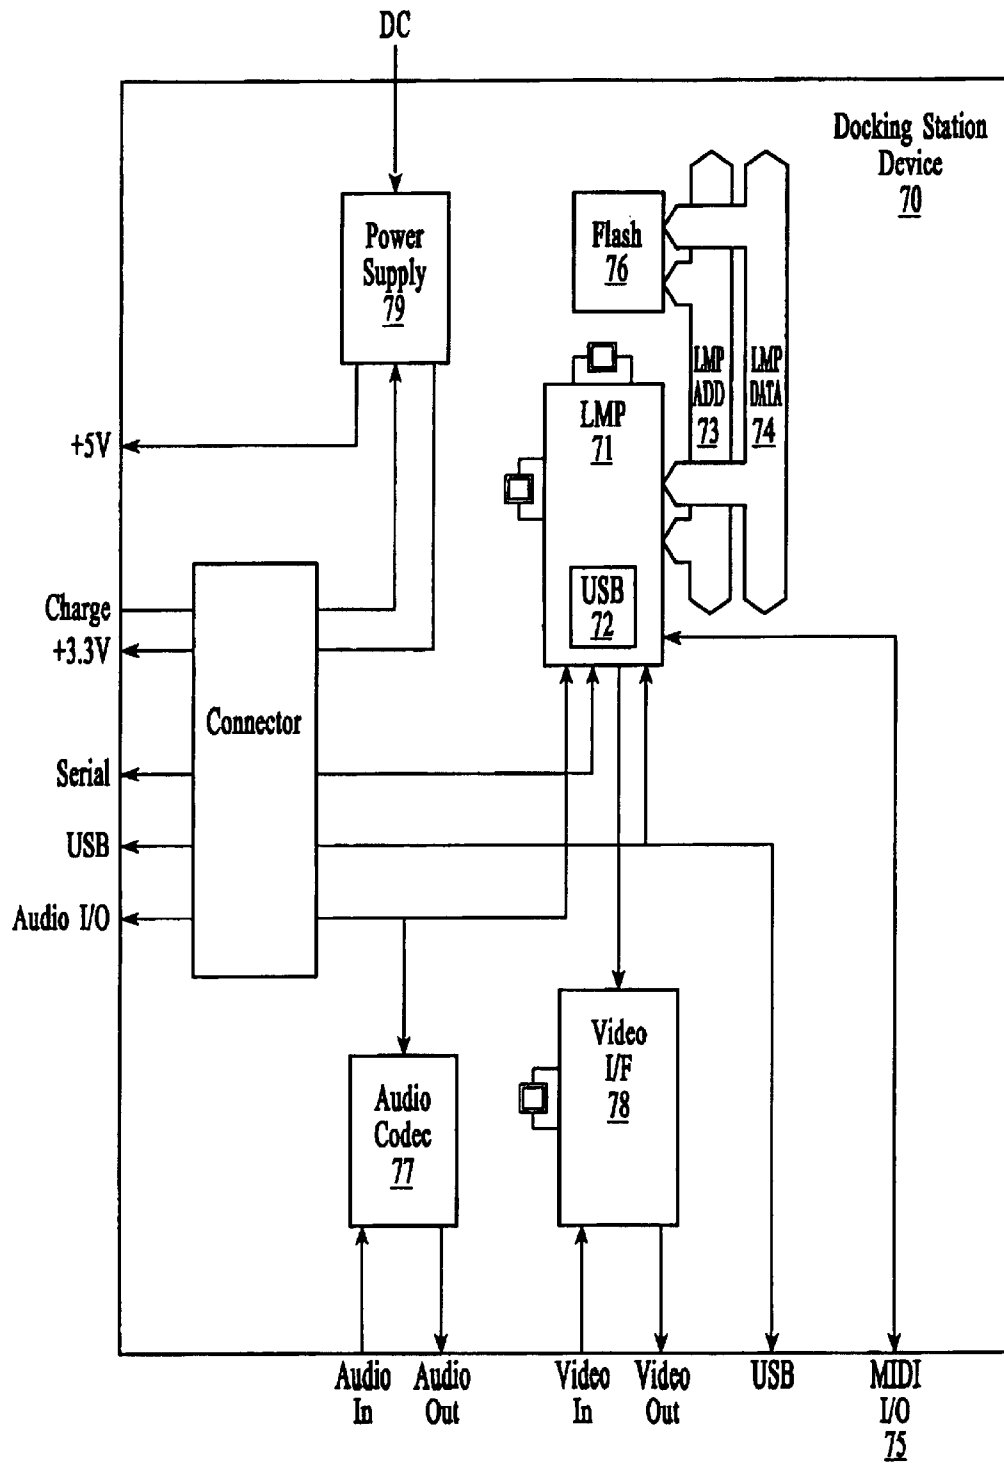 DC
Docking Station
Device
70
Power
Supply
79
Flash
76
LMP
ADD
73
LMP
DATA
74
LMP
71
+5V
USB
72
Charge
+3.3V
Connector
Serial
USB
Audio I/O
Video
I/F
78
Audio
Codec
77
Audio
In
Audio
Out
Video
In
Video
Out
USB
MIDI
I/O
75